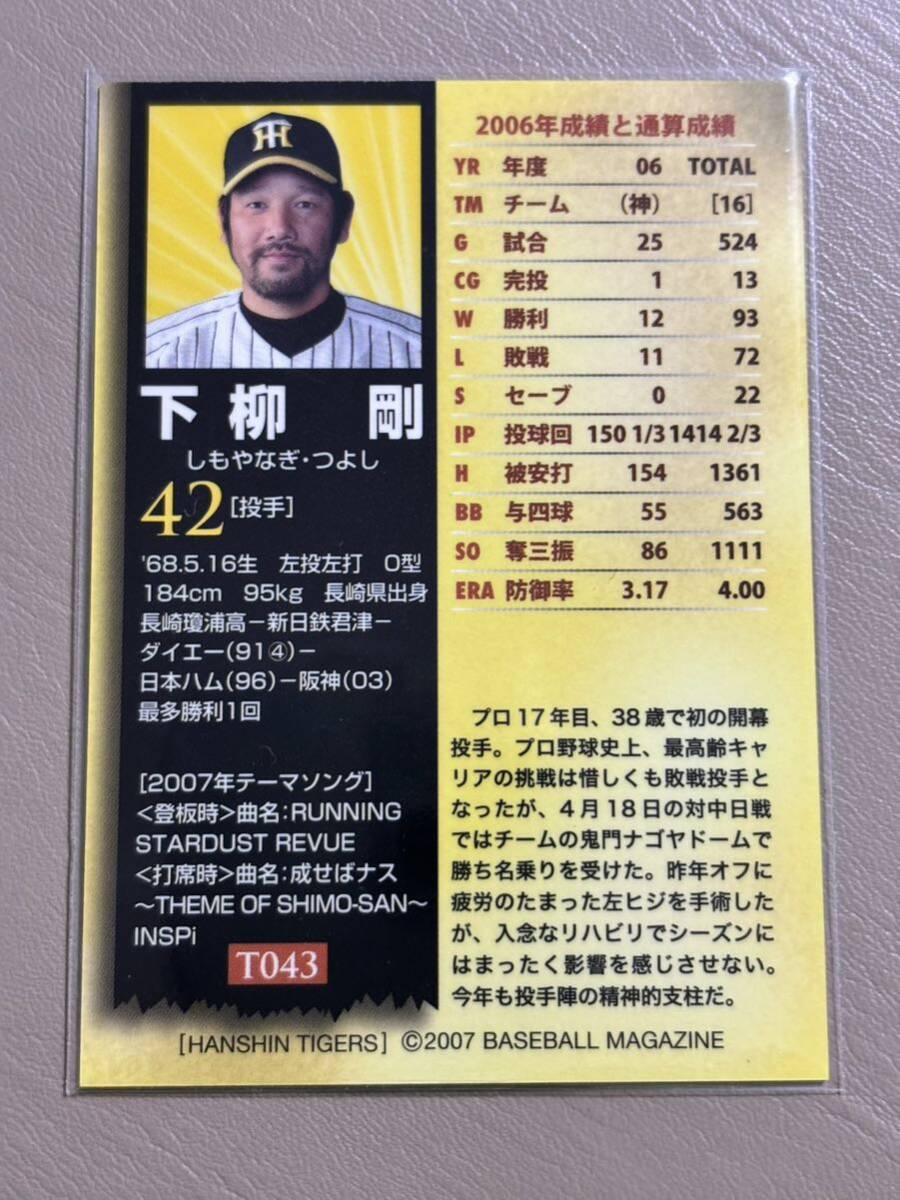 下柳 剛
しもやなぎ・つよし
42[投手]
'68.5.16生 左投左打 O型
184cm 95kg 長崎県出身
長崎瓊浦高－新日鉄君津－
ダイエー(91④)－
日本ハム(96)－阪神(03)
最多勝利1回
[2007年テーマソング]
<登板時>曲名:RUNNING
STARDUST REVUE
<打席時>曲名:成せばナス
～THEME OF SHIMO-SAN～
INSPi
T043
2006年成績と通算成績
YR 年度 06 TOTAL
TM チーム (神) [16]
G 試合 25 524
CG 完投 1 13
W 勝利 12 93
L 敗戦 11 72
S セーブ 0 22
IP 投球回 150 1/3 1414 2/3
H 被安打 154 1361
BB 与四球 55 563
SO 奪三振 86 1111
ERA 防御率 3.17 4.00
プロ17年目、38歳で初の開幕
投手。プロ野球史上、最高齢キャ
リアの挑戦は惜しくも敗戦投手と
なったが、4月18日の対中日戦
ではチームの鬼門ナゴヤドームで
勝ち名乗りを受けた。昨年オフに
疲労のたまった左ヒジを手術した
が、入念なリハビリでシーズンに
はまったく影響を感じさせない。
今年も投手陣の精神的支柱だ。
[HANSHIN TIGERS] ©2007 BASEBALL MAGAZINE